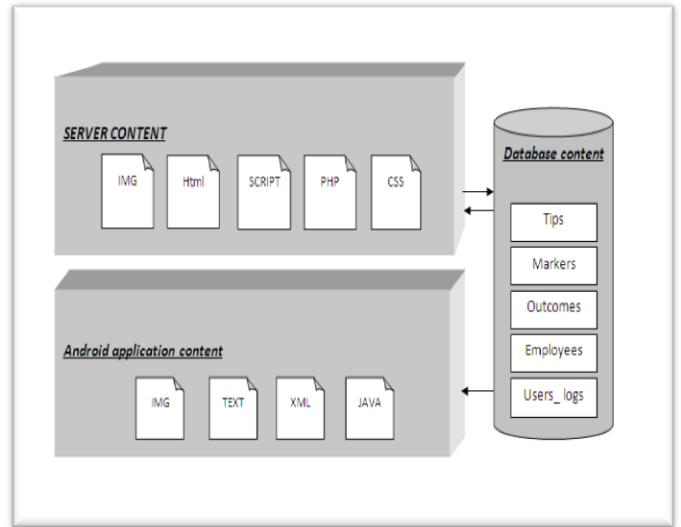 SERVER CONTENT
IMG
Html
SCRIPT
PHP
CSS
Database content
Tips
Markers
Outcomes
Employees
Users_ logs
Android application content
IMG
TEXT
XML
JAVA